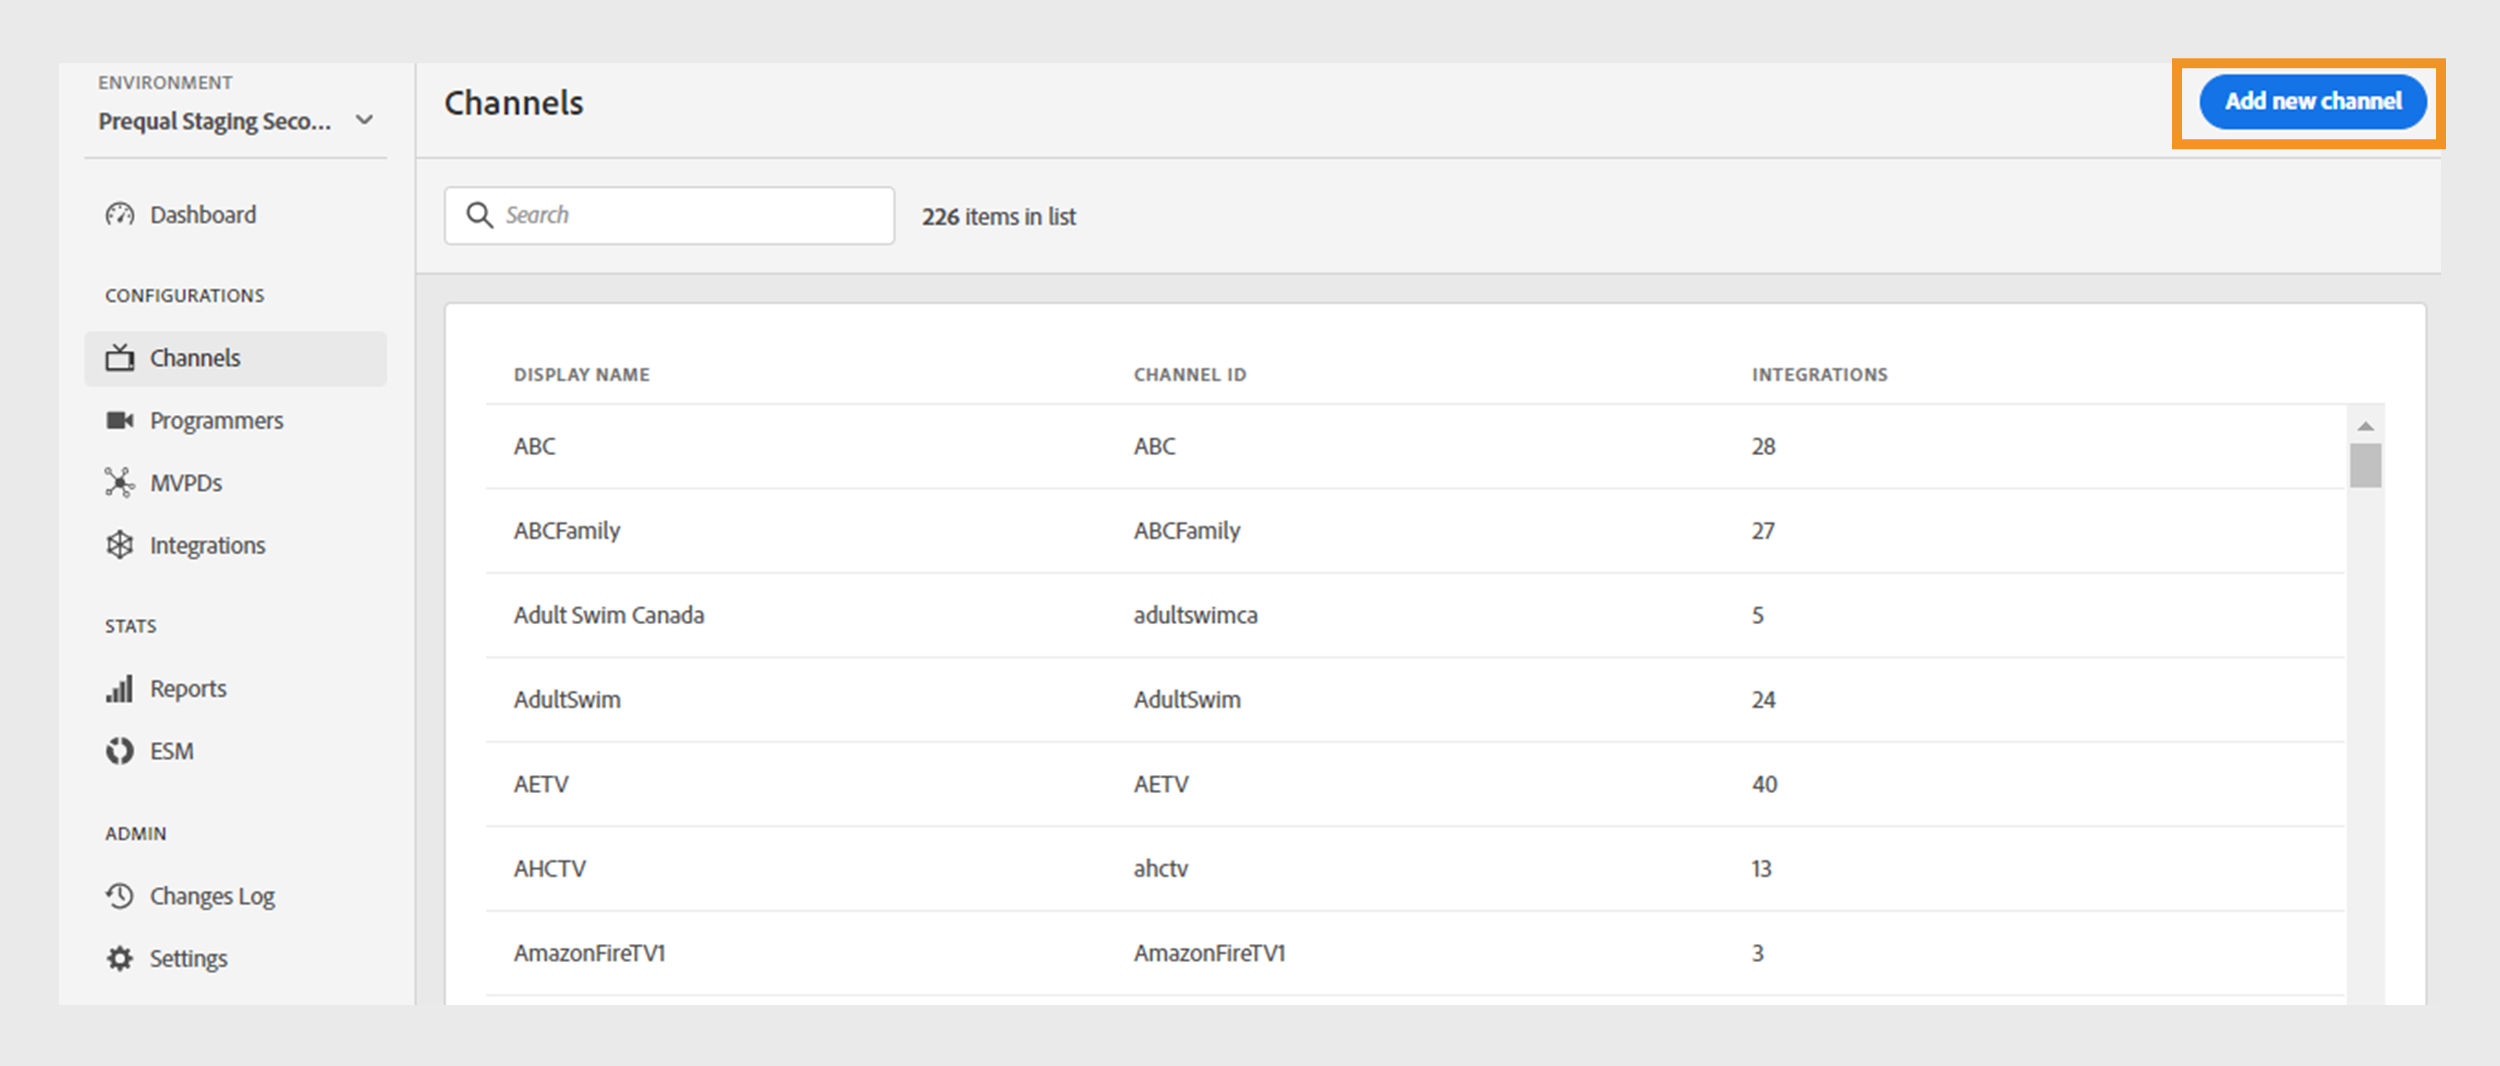 ENVIRONMENT
Prequal Staging Seco...
Dashboard
CONFIGURATIONS
Channels
Programmers
MVPDs
Integrations
STATS
Reports
ESM
ADMIN
Changes Log
Settings
Channels
Add new channel
Search
226 items in list
DISPLAY NAME CHANNEL ID INTEGRATIONS
ABC ABC 28
ABCFamily ABCFamily 27
Adult Swim Canada adultswimca 5
AdultSwim AdultSwim 24
AETV AETV 40
AHCTV ahctv 13
AmazonFireTV1 AmazonFireTV1 3